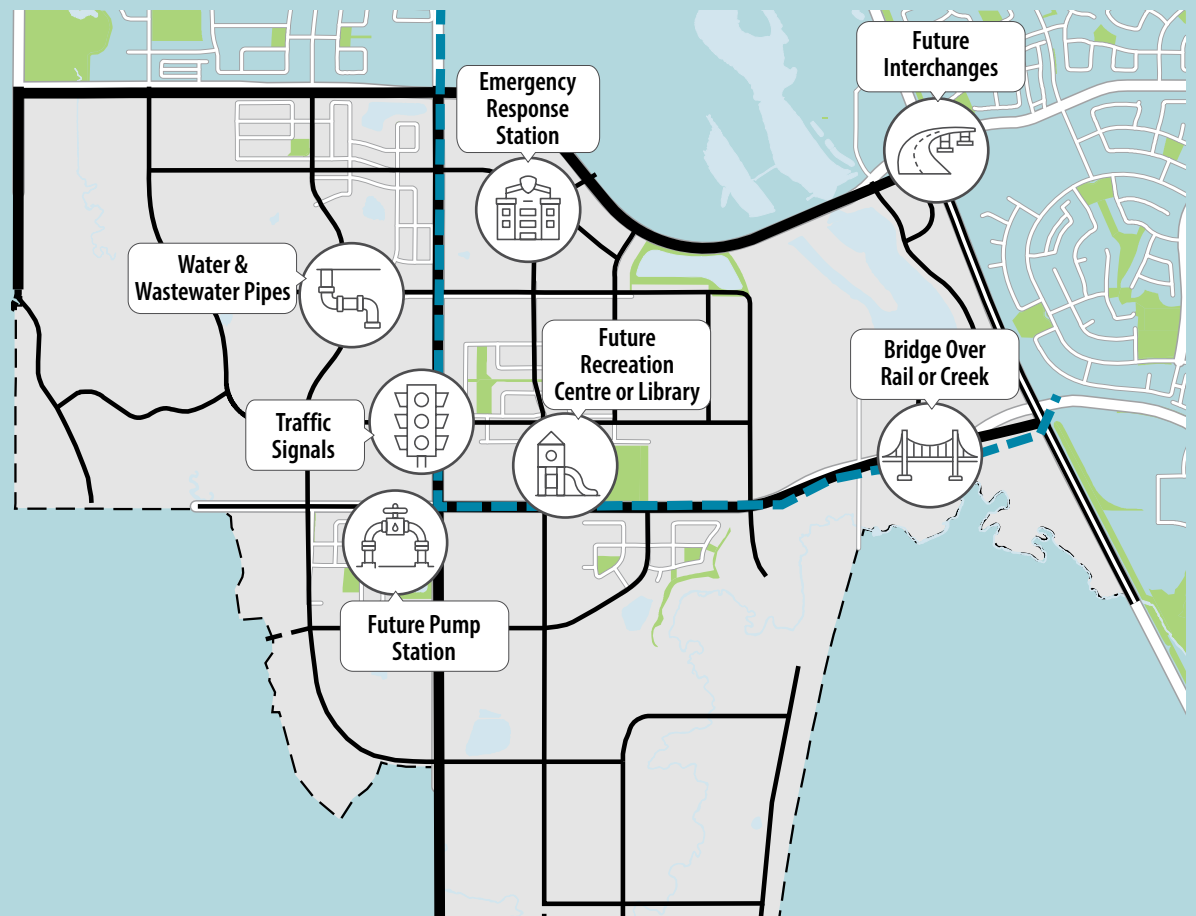 Future
Interchanges
Emergency
Response
Station
Water &
Wastewater Pipes
Future
Recreation
Centre or Library
Bridge Over
Rail or Creek
Traffic
Signals
Future Pump
Station